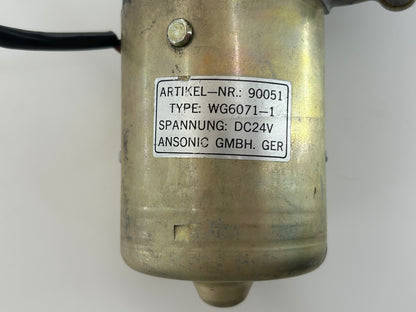 ARTIKEL-NR.: 90051
TYPE: WG6071-1
SPANNUNG: DC24V
ANSONIC GMBH. GER